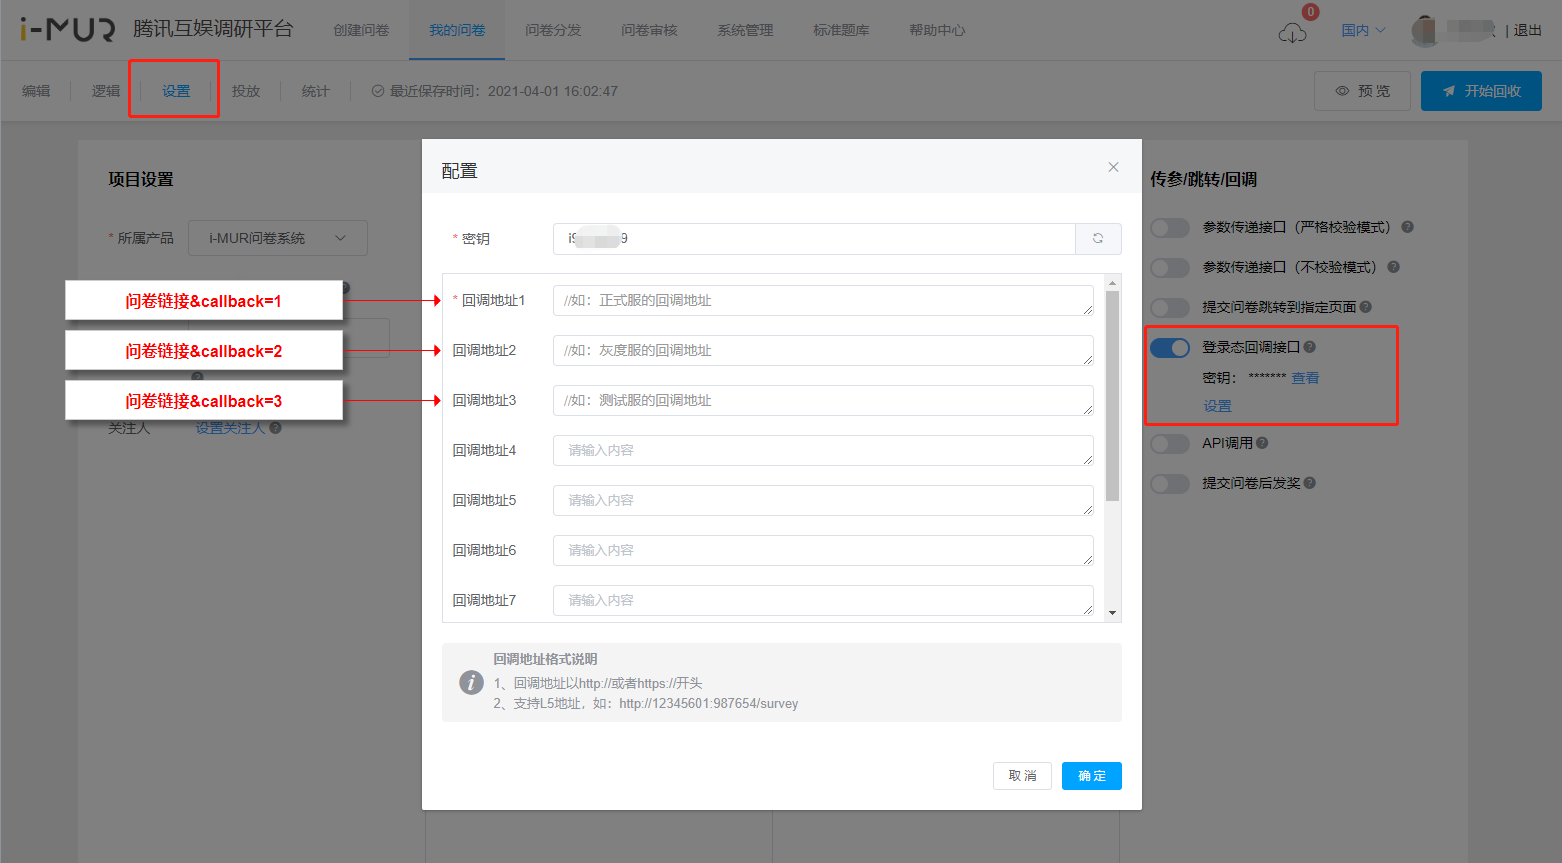 i-MUR 腾讯互娱调研平台 创建问卷 我的问卷 问卷分发 问卷审核 系统管理 标准题库 帮助中心 0 国内 | 退出
编辑 逻辑 设置 投放 统计 最近保存时间：2021-04-01 16:02:47 预 览 开始回收
项目设置
* 所属产品 i-MUR问卷系统
问卷链接&callback=1
问卷链接&callback=2
问卷链接&callback=3
关注人 设置关注人
配置
* 密钥
* 回调地址1 //如：正式服的回调地址
回调地址2 //如：灰度服的回调地址
回调地址3 //如：测试服的回调地址
回调地址4 请输入内容
回调地址5 请输入内容
回调地址6 请输入内容
回调地址7 请输入内容
回调地址格式说明
1、回调地址以http://或者https://开头
2、支持L5地址，如：http://12345601:987654/survey
取 消 确 定
传参/跳转/回调
参数传递接口（严格校验模式）
参数传递接口（不校验模式）
提交问卷跳转到指定页面
登录态回调接口
密钥： ******* 查看
设置
API调用
提交问卷后发奖